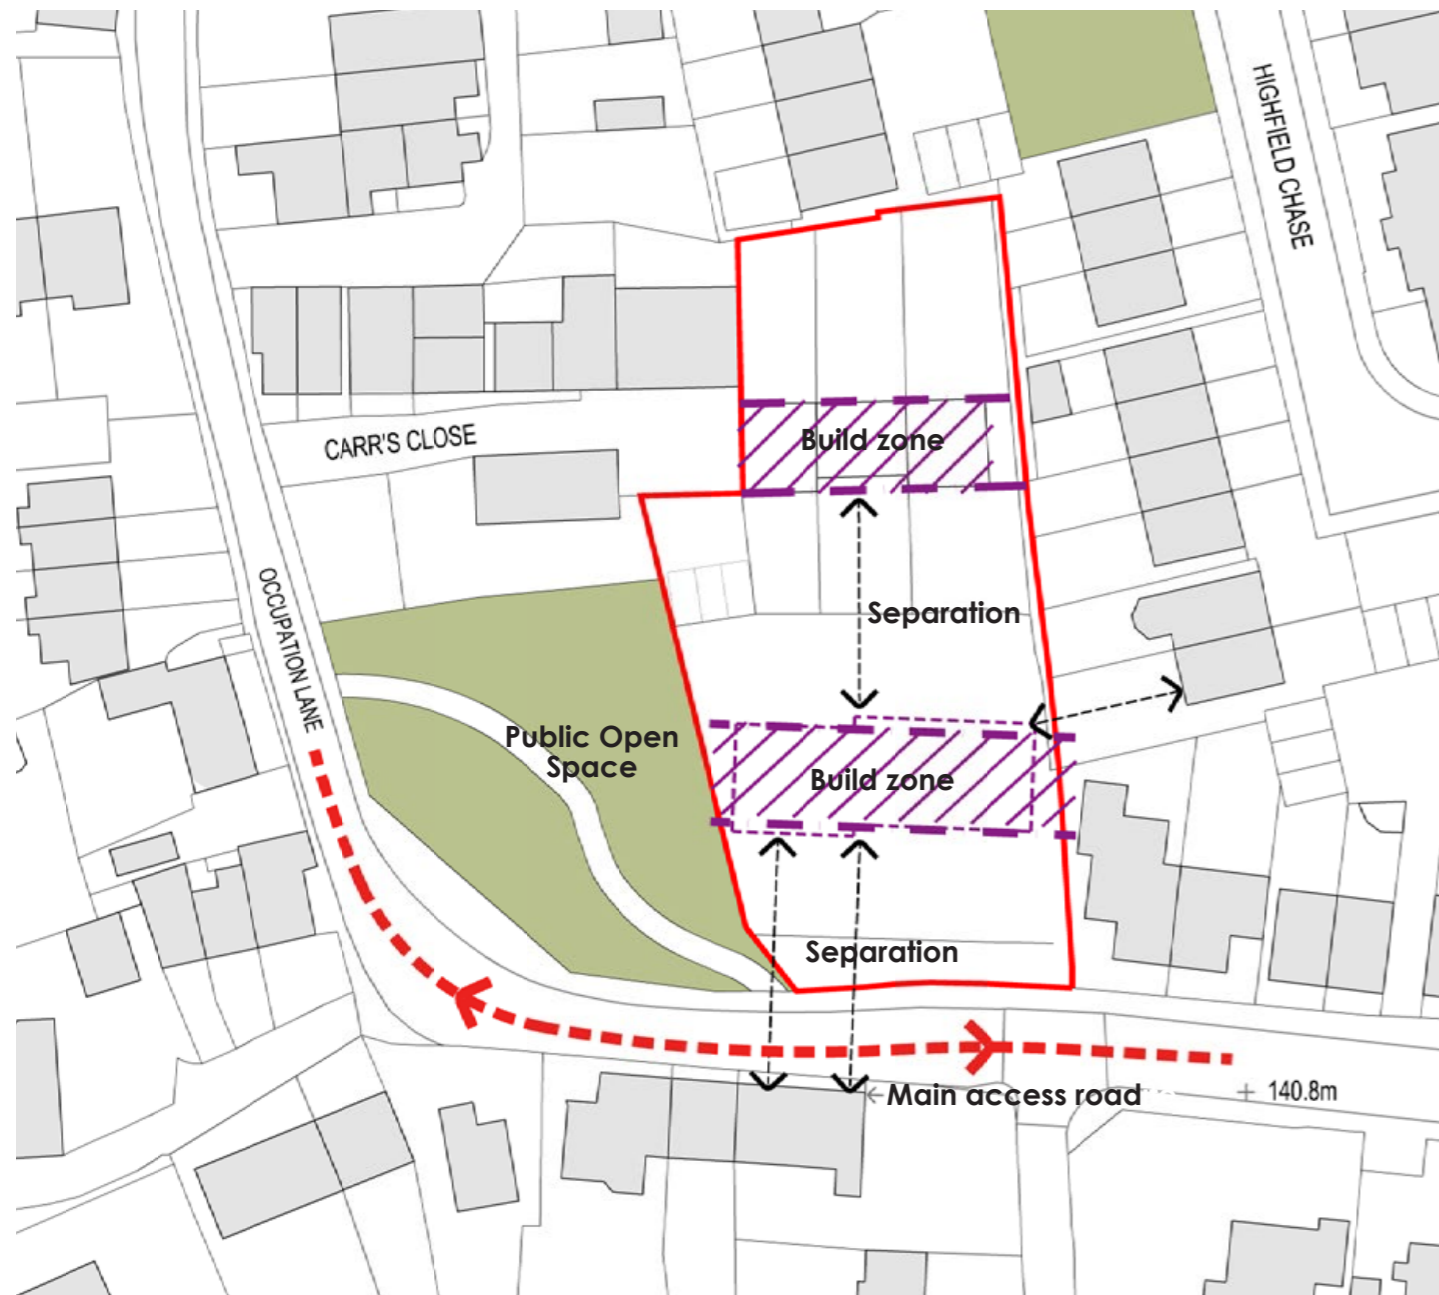 HIGHFIELD CHASE
CARR'S CLOSE
Build zone
OCCUPATION LANE
Separation
Public Open
Space
Build zone
Separation
Main access road
140.8m